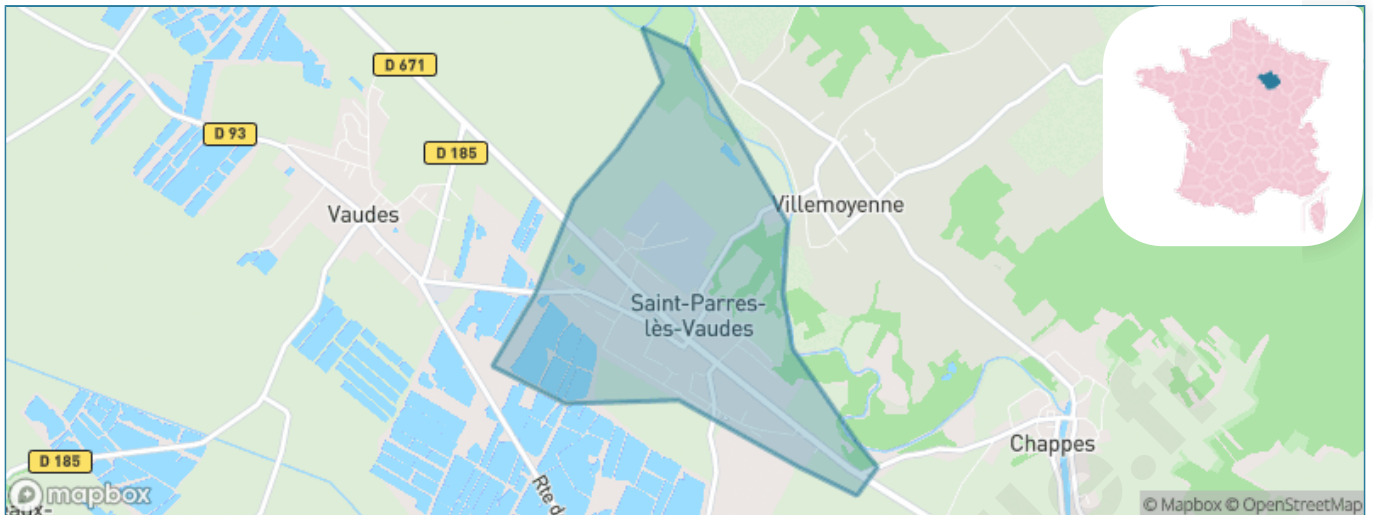 D 671
D 93
D 185
Vaudes
Villemoyenne
Saint-Parres-
lès-Vaudes
Chappes
D 185
Rte d
mapbox
© Mapbox © OpenStreetMap